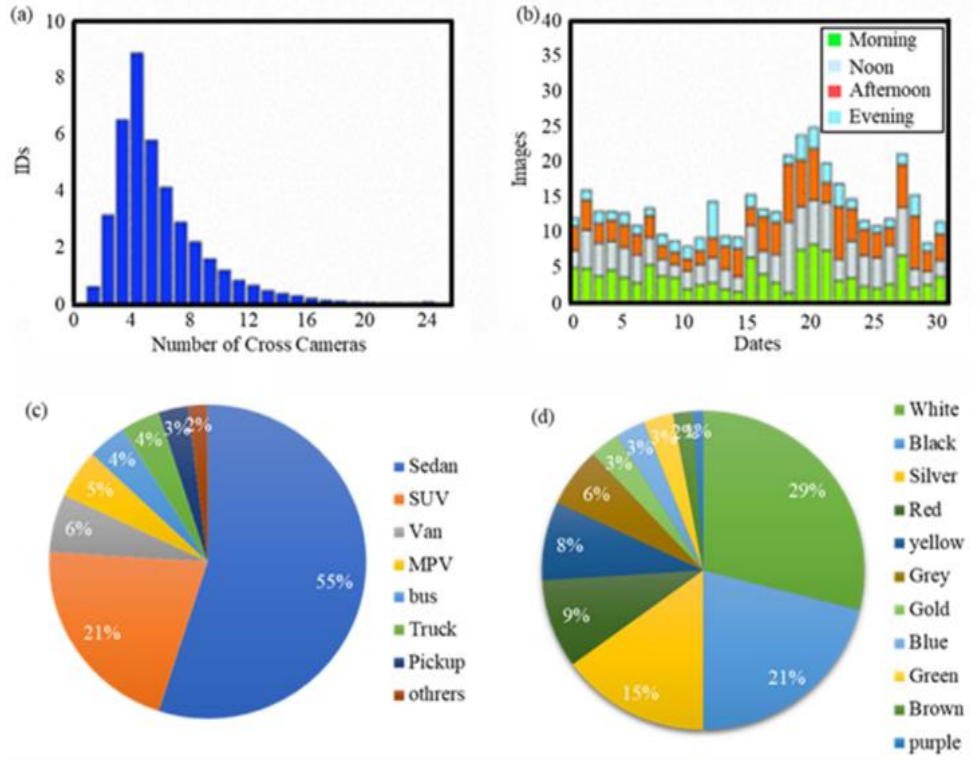 (a)
10
8
6
4
2
0
IDs
0 4 8 12 16 20 24
Number of Cross Cameras
(b)
40
35
30
25
20
15
10
5
0
Images
Morning
Noon
Afternoon
Evening
0 5 10 15 20 25 30
Dates
(c)
55%
21%
6%
5%
4%
4%
3%
2%
Sedan
SUV
Van
MPV
bus
Truck
Pickup
othrers
(d)
29%
21%
15%
9%
8%
6%
3%
3%
3%
2%
1%
White
Black
Silver
Red
yellow
Grey
Gold
Blue
Green
Brown
purple